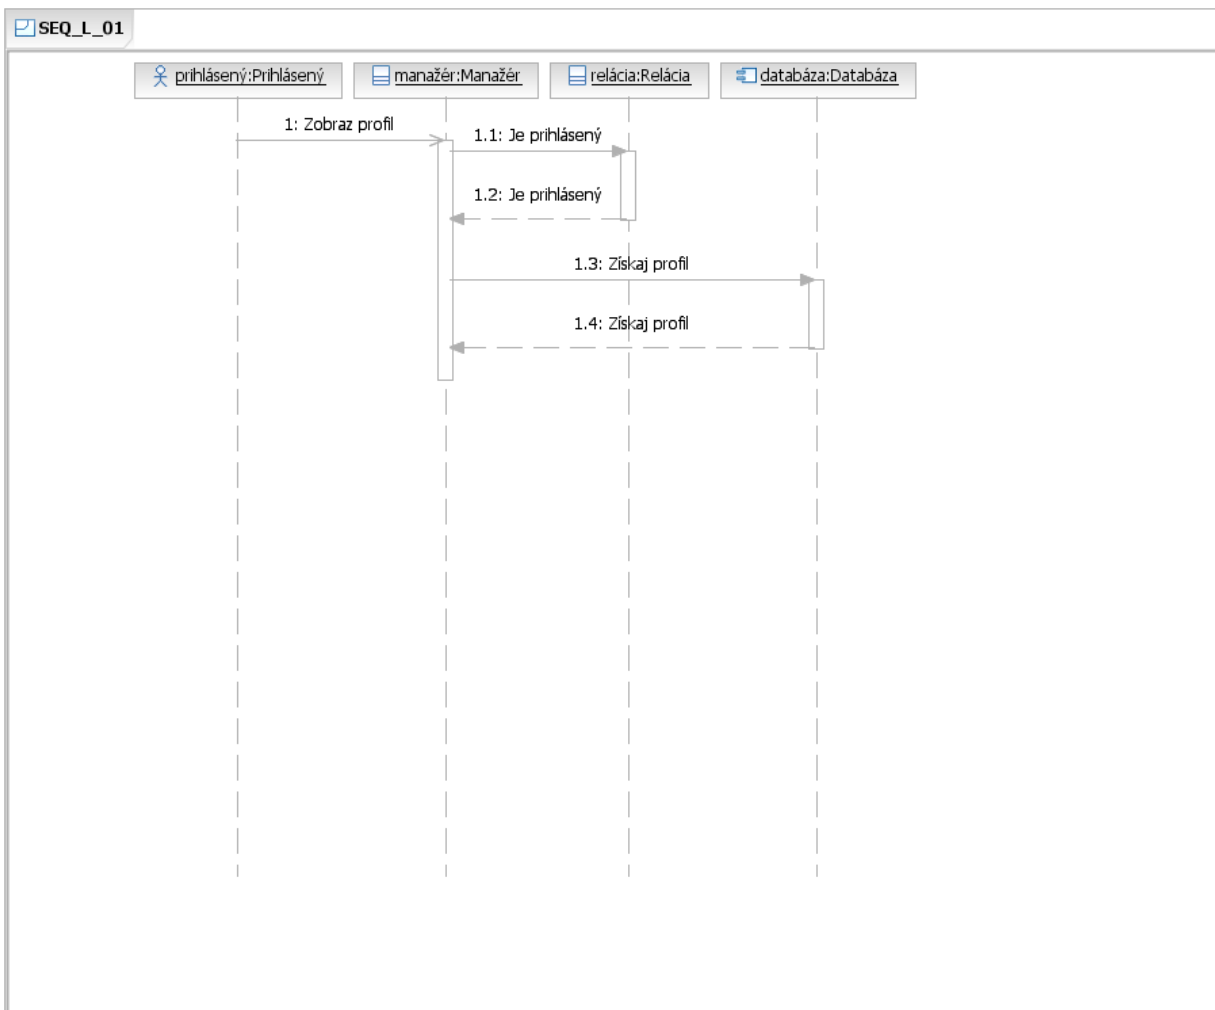 SEQ_L_01
prihlásený:Prihlásený
manažér:Manažér
relácia:Relácia
databáza:Databáza
1: Zobraz profil
1.1: Je prihlásený
1.2: Je prihlásený
1.3: Získaj profil
1.4: Získaj profil